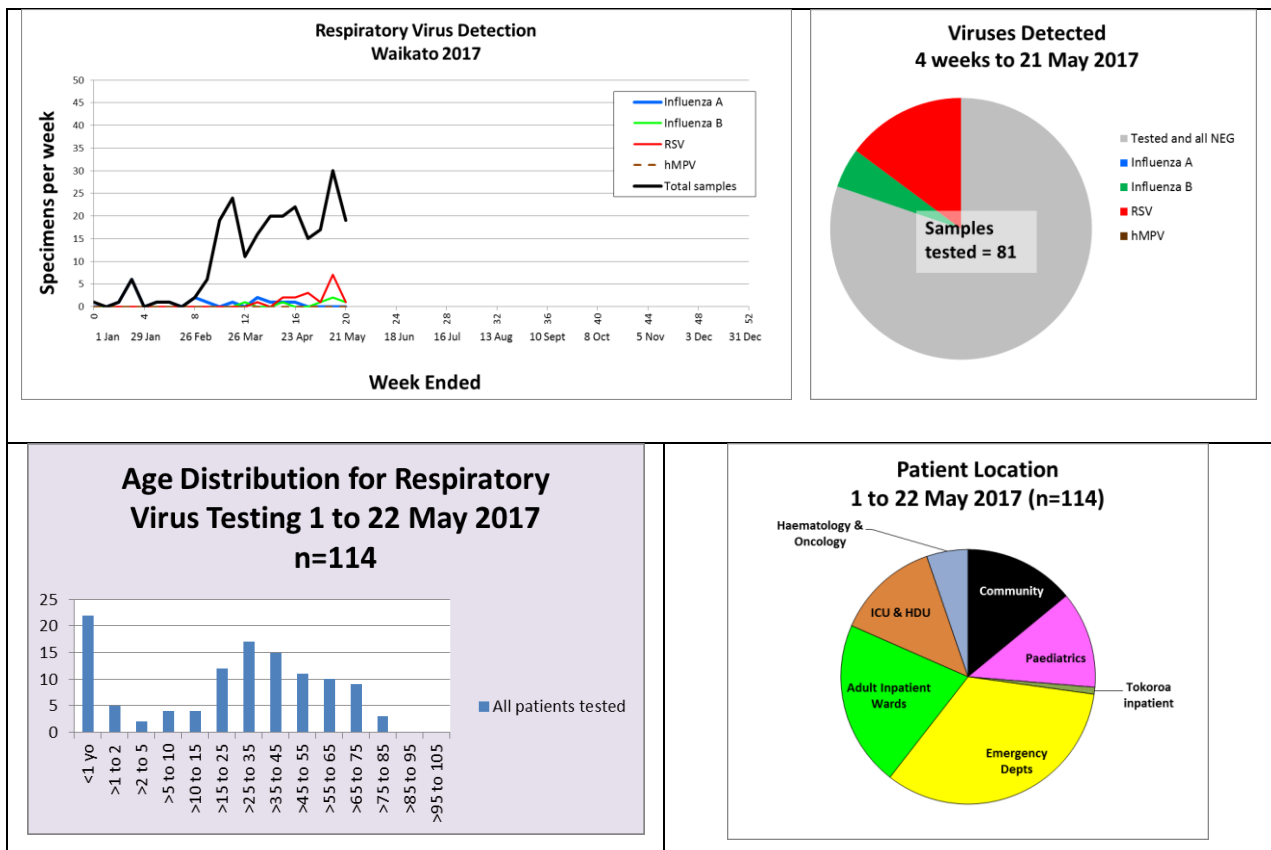 Respiratory Virus Detection
Waikato 2017
50
45
40
35
30
25
20
15
10
5
0
Specimens per week
Influenza A
Influenza B
RSV
hMPV
Total samples
0 4 8 12 16 20 24 28 32 36 40 44 48 52
1 Jan 29 Jan 26 Feb 26 Mar 23 Apr 21 May 18 Jun 16 Jul 13 Aug 10 Sept 8 Oct 5 Nov 3 Dec 31 Dec
Week Ended
Viruses Detected
4 weeks to 21 May 2017
Samples
tested = 81
Tested and all NEG
Influenza A
Influenza B
RSV
hMPV
Age Distribution for Respiratory
Virus Testing 1 to 22 May 2017
n=114
25
20
15
10
5
0
<1 yo
>1 to 2
>2 to 5
>5 to 10
>10 to 15
>15 to 25
>25 to 35
>35 to 45
>45 to 55
>55 to 65
>65 to 75
>75 to 85
>85 to 95
>95 to 105
All patients tested
Patient Location
1 to 22 May 2017 (n=114)
Haematology &
Oncology
Community
ICU & HDU
Paediatrics
Adult Inpatient
Wards
Tokoroa
inpatient
Emergency
Depts